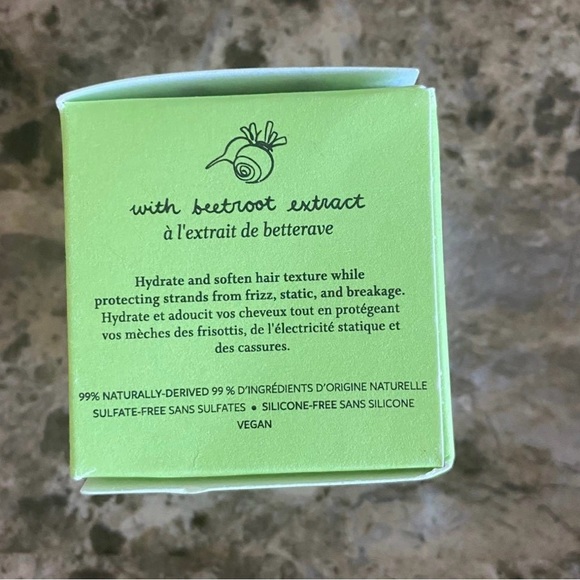 with beetroot extract
à l'extrait de betterave
Hydrate and soften hair texture while
protecting strands from frizz, static, and breakage.
Hydrate et adoucit vos cheveux tout en protégeant
vos mèches des frisottis, de l'électricité statique et
des cassures.
99% NATURALLY-DERIVED 99 % D'INGRÉDIENTS D'ORIGINE NATURELLE
SULFATE-FREE SANS SULFATES • SILICONE-FREE SANS SILICONE
VEGAN